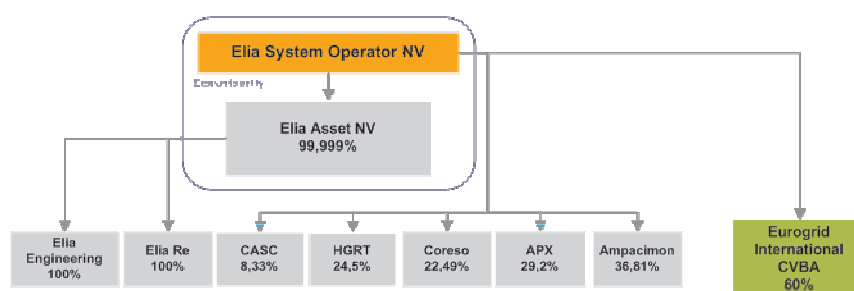 Elia System Operator NV
Elia Asset NV
99,999%
Elia
Engineering
100%
Elia Re
100%
CASC
8,33%
HGRT
24,5%
Coreso
22,49%
APX
29,2%
Ampacimon
36,81%
Eurogrid
International
CVBA
60%